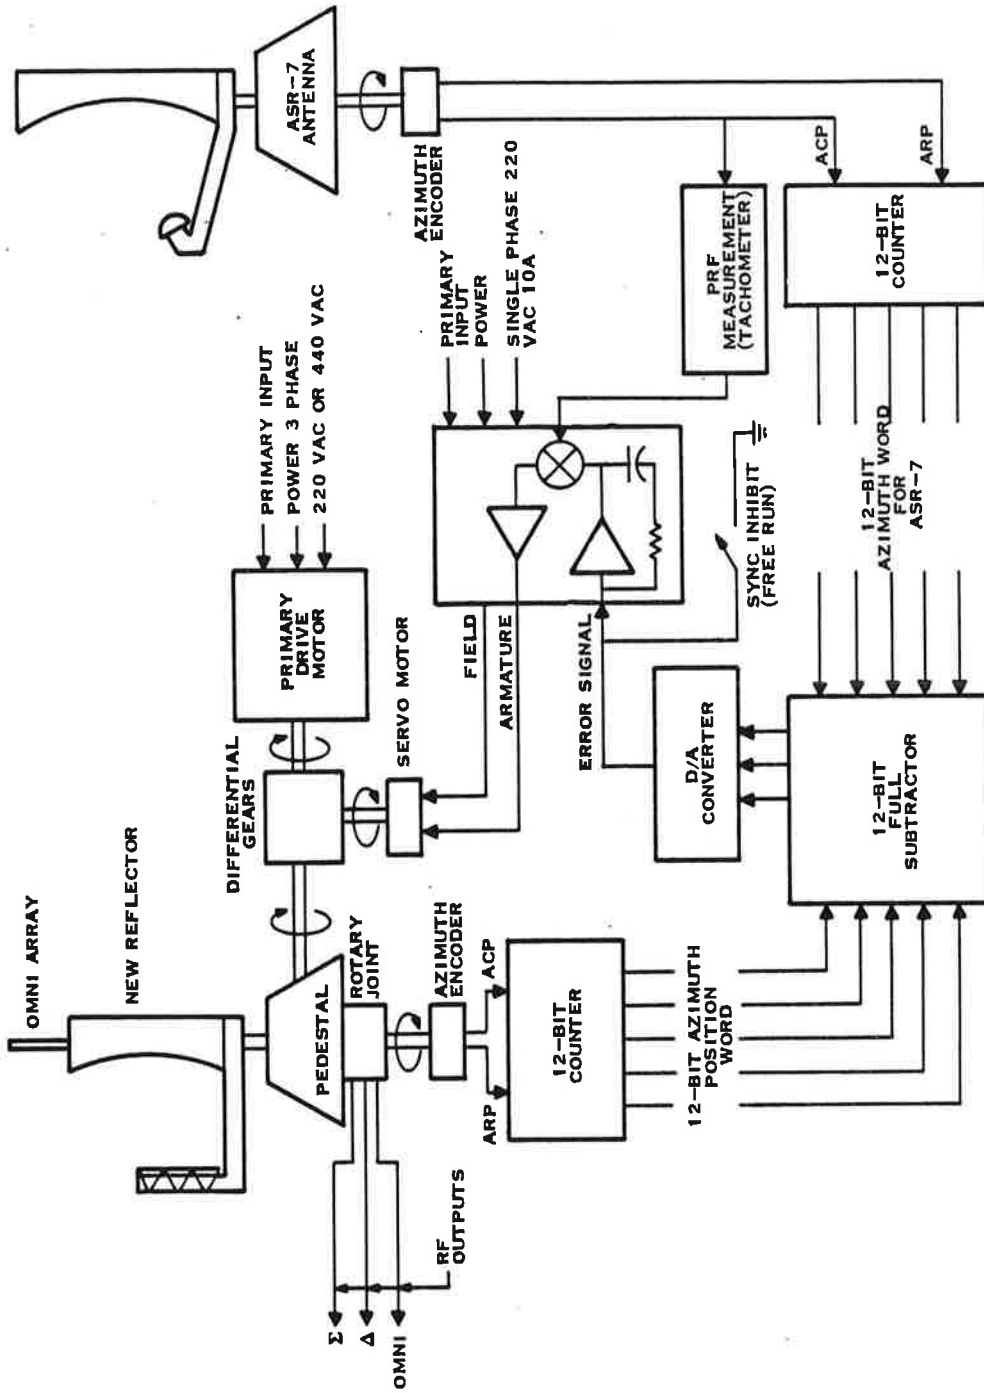 OMNI ARRAY
NEW REFLECTOR
PEDESTAL
ROTARY
JOINT
AZIMUTH
ENCODER
ARP
ACP
Σ
Δ
OMNI
RF
OUTPUTS
12-BIT
COUNTER
12-BIT AZIMUTH
POSITION
WORD
DIFFERENTIAL
GEARS
SERVO MOTOR
PRIMARY
DRIVE
MOTOR
PRIMARY INPUT
POWER 3 PHASE
220 VAC OR 440 VAC
FIELD
ARMATURE
ERROR SIGNAL
D/A
CONVERTER
12-BIT
FULL
SUBTRACTOR
SYNC INHIBIT
(FREE RUN)
PRIMARY
INPUT
POWER
SINGLE PHASE 220
VAC 10A
ASR-7
ANTENNA
AZIMUTH
ENCODER
PRF
MEASUREMENT
(TACHOMETER)
ACP
ARP
12-BIT
COUNTER
12-BIT
AZIMUTH WORD
FOR
ASR-7